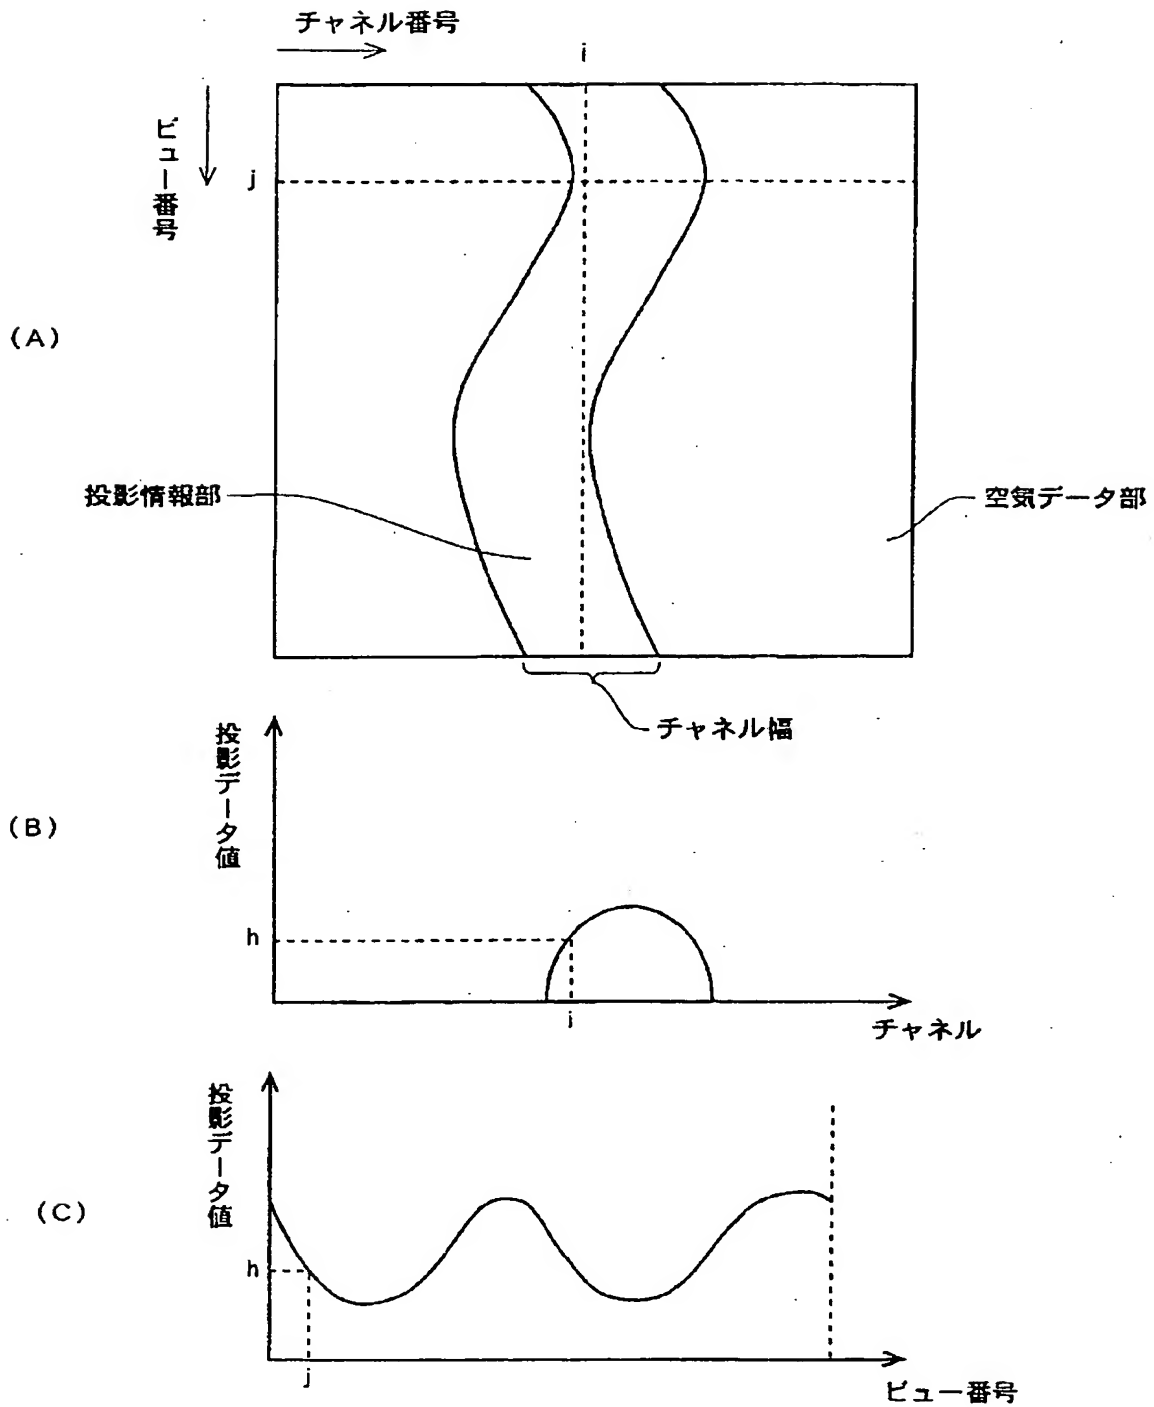 チャネル番号
i
ビュー番号
j
(A)
投影情報部
空気データ部
チャネル幅
(B)
投影データ値
h
i
チャネル
(C)
投影データ値
h
j
ビュー番号